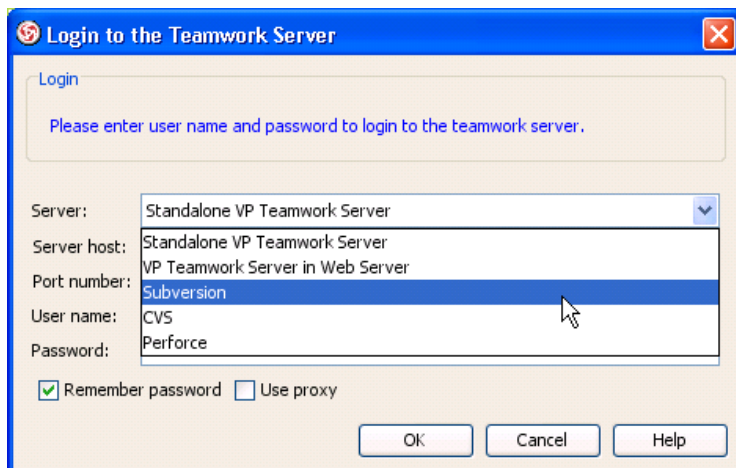 Login to the Teamwork Server
Login
Please enter user name and password to login to the teamwork server.
Server: Standalone VP Teamwork Server
Server host: Standalone VP Teamwork Server
VP Teamwork Server in Web Server
Port number: Subversion
User name: CVS
Password: Perforce
Remember password Use proxy
OK Cancel Help